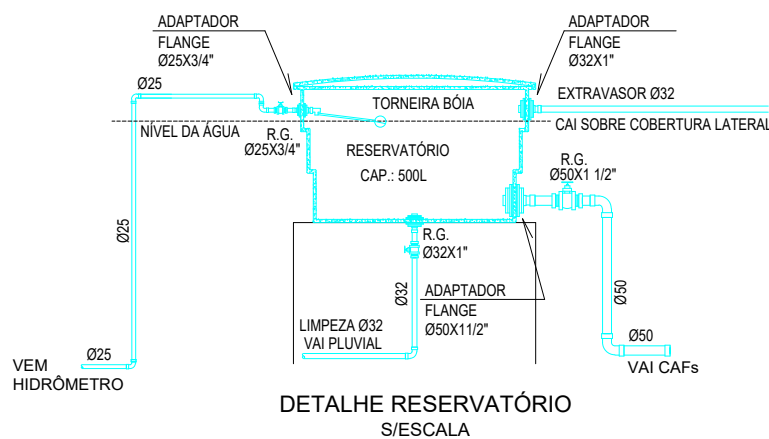 ADAPTADOR
FLANGE
Ø25X3/4"
ADAPTADOR
FLANGE
Ø32X1"
Ø25
TORNEIRA BÓIA
EXTRAVASOR Ø32
NÍVEL DA ÁGUA
R.G.
Ø25X3/4"
CAI SOBRE COBERTURA LATERAL
RESERVATÓRIO
CAP.: 500L
R.G.
Ø50X1 1/2"
Ø25
R.G.
Ø32X1"
Ø32
ADAPTADOR
FLANGE
Ø50X11/2"
Ø50
LIMPEZA Ø32
VAI PLUVIAL
Ø50
VAI CAFs
Ø25
VEM
HIDRÔMETRO
DETALHE RESERVATÓRIO
S/ESCALA